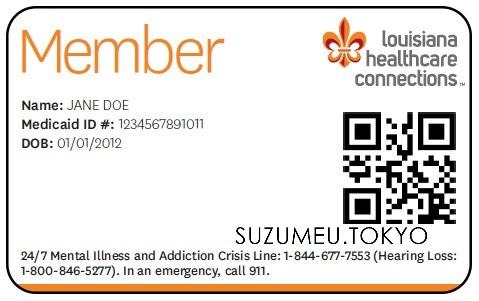 Member
louisiana
healthcare
connections™
Name: JANE DOE
Medicaid ID #: 1234567891011
DOB: 01/01/2012
SUZUMEU.TOKYO
24/7 Mental Illness and Addiction Crisis Line: 1-844-677-7553 (Hearing Loss:
1-800-846-5277). In an emergency, call 911.